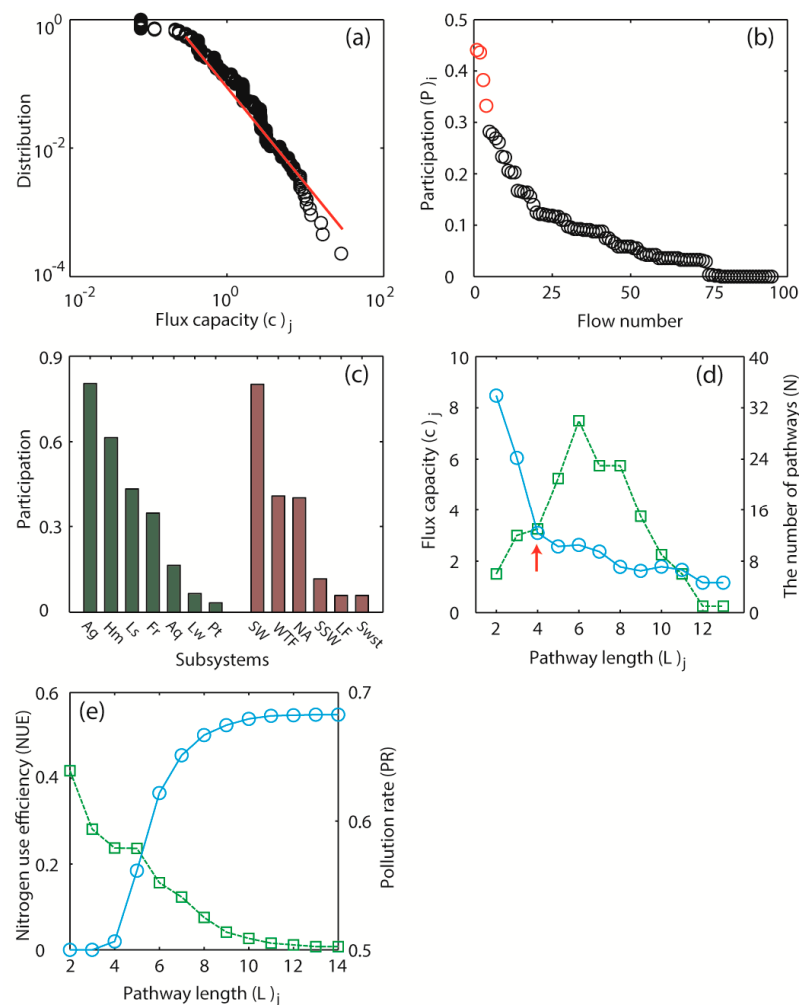 (a)
10^0
10^-2
10^-4
Distribution
10^-2
10^0
10^2
Flux capacity (c)_j
(b)
0.5
0.4
0.3
0.2
0.1
0
Participation (P)_i
0
25
50
75
100
Flow number
(c)
0.9
0.6
0.3
0
Participation
Ag
Hm
Ls
Fr
Aq
Lw
Pt
SW
WTF
NA
SSW
LF
Swst
Subsystems
(d)
10
8
6
4
2
0
Flux capacity (c)_j
40
32
24
16
8
0
The number of pathways (N)
2
4
6
8
10
12
Pathway length (L)_j
(e)
0.6
0.4
0.2
0
Nitrogen use efficiency (NUE)
0.7
0.6
0.5
Pollution rate (PR)
2
4
6
8
10
12
14
Pathway length (L)_j